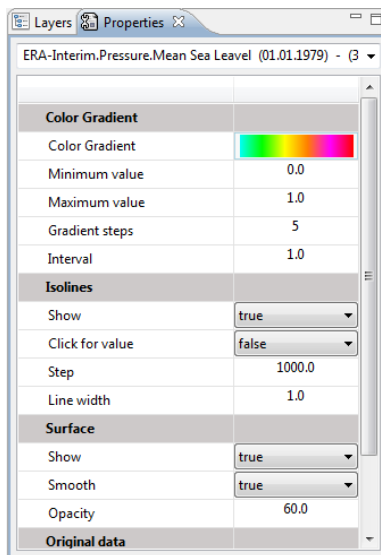 Layers Properties
ERA-Interim.Pressure.Mean Sea Leavel (01.01.1979) - (3
Color Gradient
Color Gradient
Minimum value 0.0
Maximum value 1.0
Gradient steps 5
Interval 1.0
Isolines
Show true
Click for value false
Step 1000.0
Line width 1.0
Surface
Show true
Smooth true
Opacity 60.0
Original data